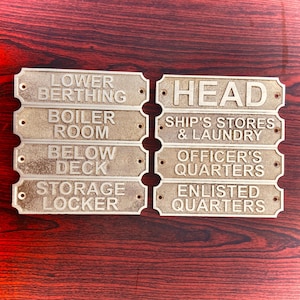 LOWER
BERTHING
BOILER
ROOM
BELOW
DECK
STORAGE
LOCKER
HEAD
SHIP'S STORES
& LAUNDRY
OFFICER'S
QUARTERS
ENLISTED
QUARTERS